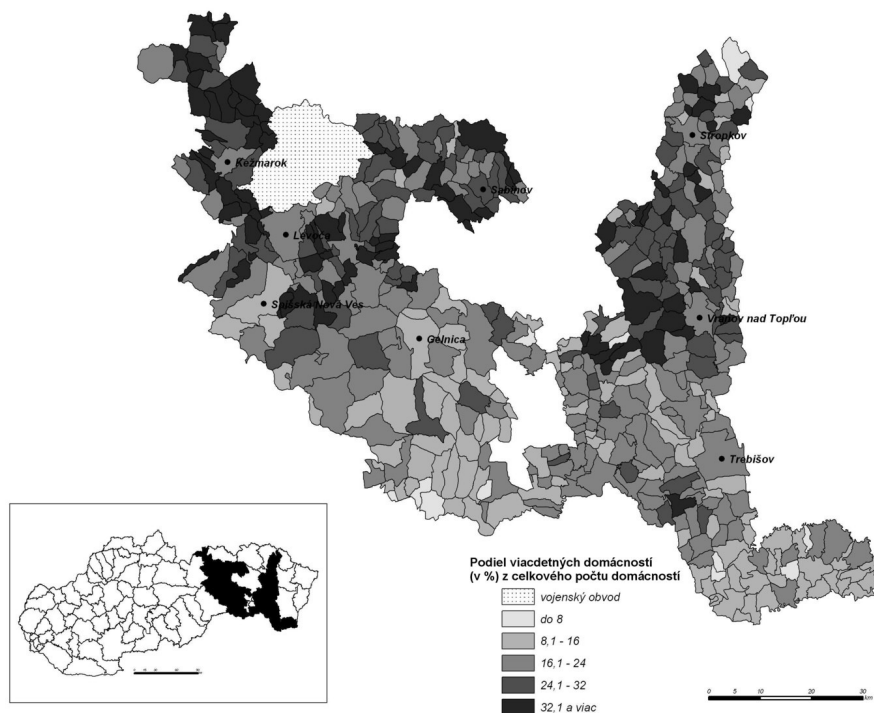 Stropkov
Kežmarok
Sabinov
Levoča
Spišská Nová Ves
Vranov nad Topľou
Gelnica
Trebišov
Podiel viacdetných domácností
(v %) z celkového počtu domácností
vojenský obvod
do 8
8,1 - 16
16,1 - 24
24,1 - 32
32,1 a viac
0 5 10 20 30
km